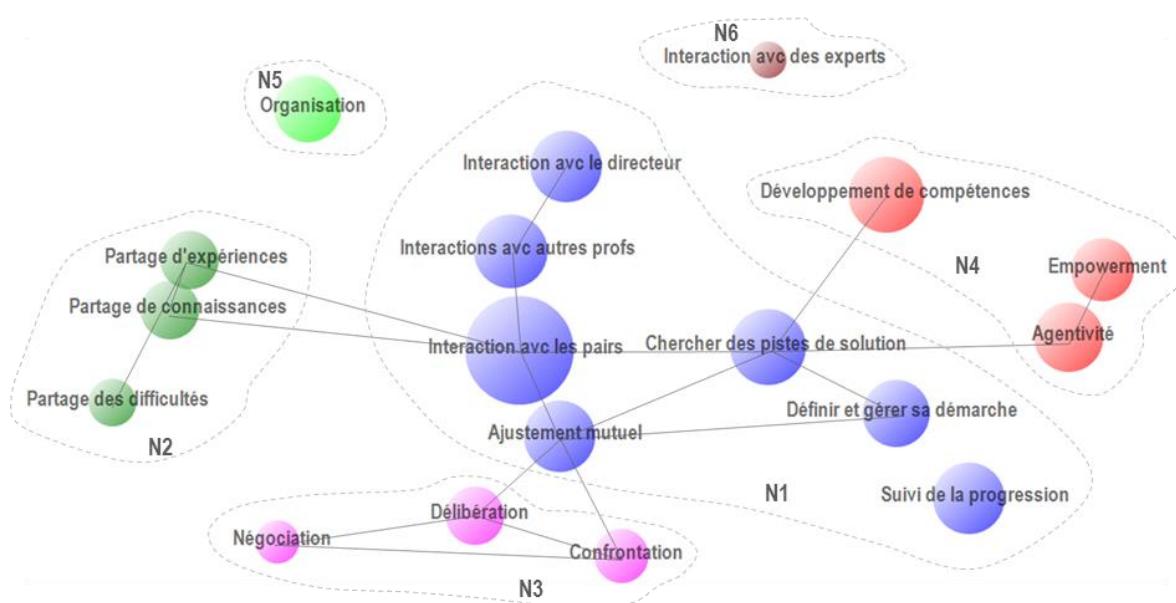 N6
Interaction avc des experts
N5
Organisation
Interaction avc le directeur
Développement de compétences
Interactions avc autres profs
Partage d'expériences
N4
Empowerment
Partage de connaissances
Agentivité
Interaction avc les pairs
Chercher des pistes de solution
Partage des difficultés
Définir et gérer sa démarche
Ajustement mutuel
N2
N1
Suivi de la progression
Délibération
Négociation
Confrontation
N3